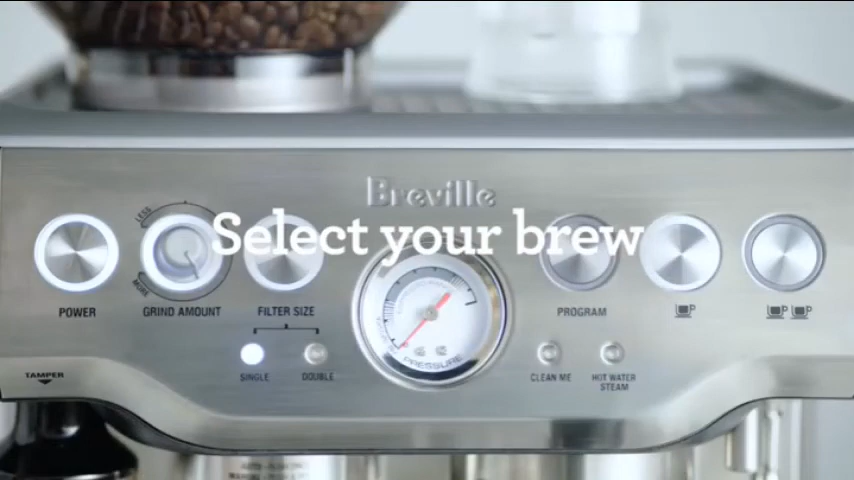 Breville
Select your brew
LESS
MORE
POWER
GRIND AMOUNT
FILTER SIZE
PROGRAM
PRESSURE
SINGLE
DOUBLE
CLEAN ME
HOT WATER
STEAM
TAMPER